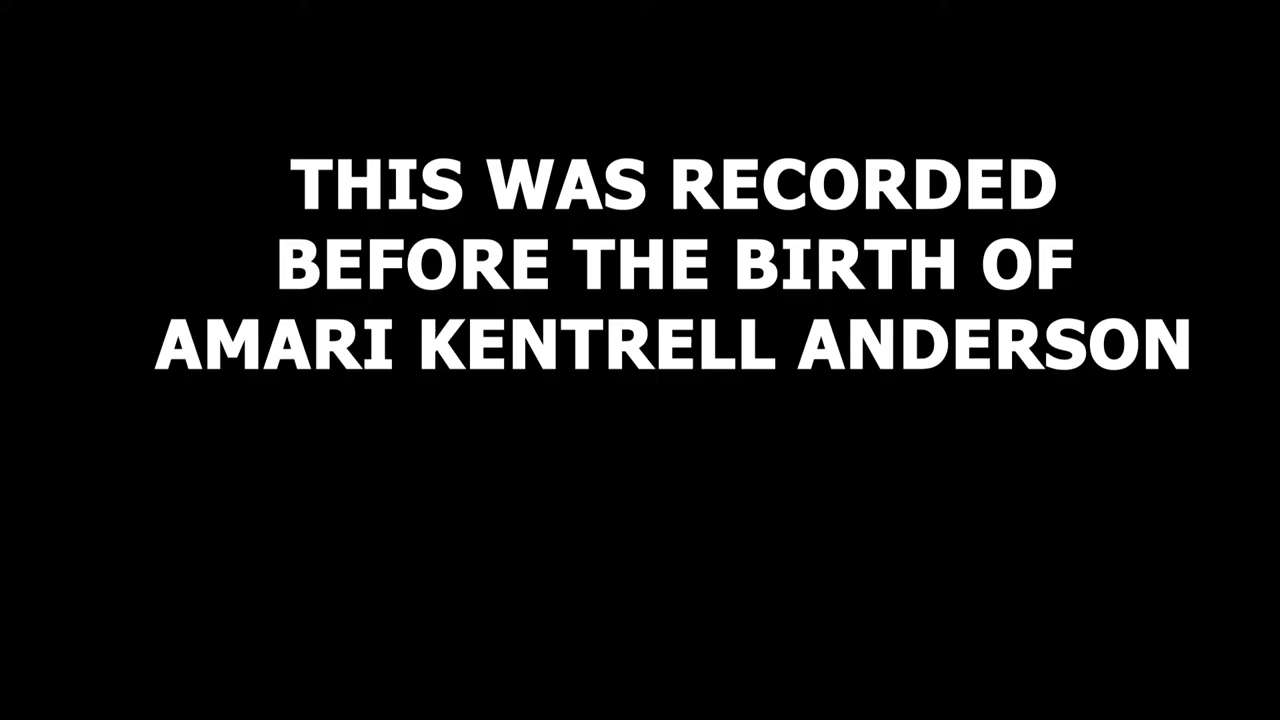 THIS WAS RECORDED
BEFORE THE BIRTH OF
AMARI KENTRELL ANDERSON